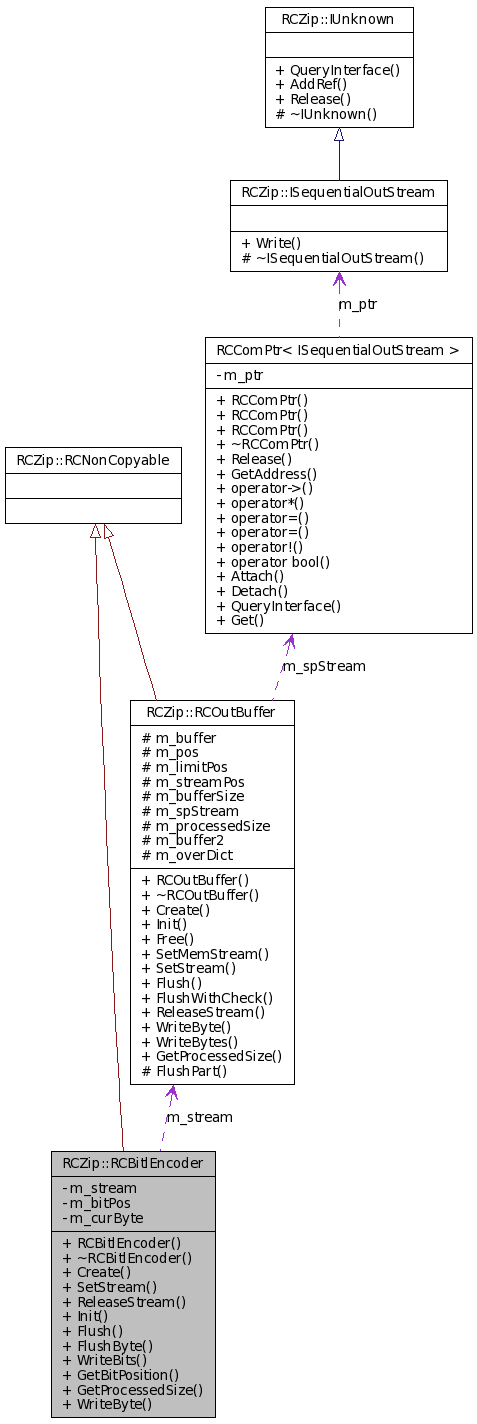 RCZip::IUnknown
+ QueryInterface()
+ AddRef()
+ Release()
# ~IUnknown()
RCZip::ISequentialOutStream
+ Write()
# ~ISequentialOutStream()
m_ptr
RCComPtr< ISequentialOutStream >
- m_ptr
+ RCComPtr()
+ RCComPtr()
+ RCComPtr()
+ ~RCComPtr()
+ Release()
+ GetAddress()
+ operator->()
+ operator*()
+ operator=()
+ operator=()
+ operator!()
+ operator bool()
+ Attach()
+ Detach()
+ QueryInterface()
+ Get()
RCZip::RCNonCopyable
m_spStream
RCZip::RCOutBuffer
# m_buffer
# m_pos
# m_limitPos
# m_streamPos
# m_bufferSize
# m_spStream
# m_processedSize
# m_buffer2
# m_overDict
+ RCOutBuffer()
+ ~RCOutBuffer()
+ Create()
+ Init()
+ Free()
+ SetMemStream()
+ SetStream()
+ Flush()
+ FlushWithCheck()
+ ReleaseStream()
+ WriteByte()
+ WriteBytes()
+ GetProcessedSize()
# FlushPart()
m_stream
RCZip::RCBitlEncoder
- m_stream
- m_bitPos
- m_curByte
+ RCBitlEncoder()
+ ~RCBitlEncoder()
+ Create()
+ SetStream()
+ ReleaseStream()
+ Init()
+ Flush()
+ FlushByte()
+ WriteBits()
+ GetBitPosition()
+ GetProcessedSize()
+ WriteByte()